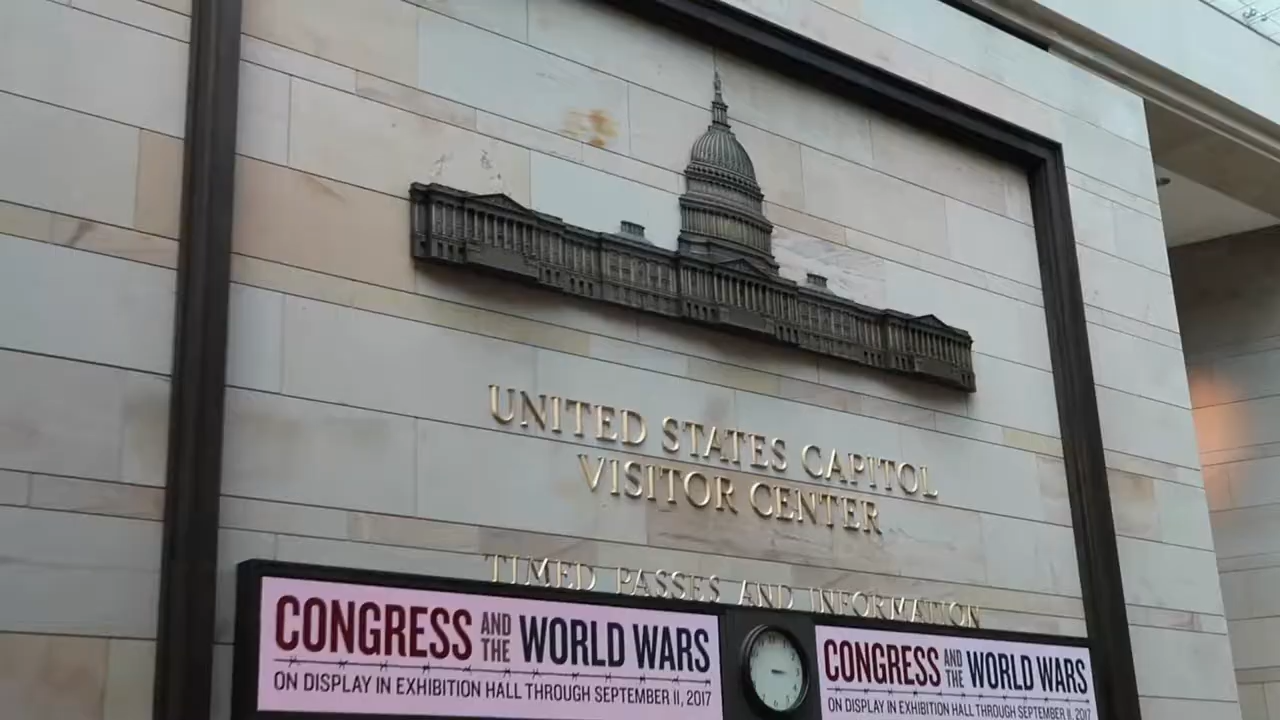 UNITED STATES CAPITOL
VISITOR CENTER
TIMED PASSES AND INFORMATION
CONGRESS AND THE WORLD WARS
ON DISPLAY IN EXHIBITION HALL THROUGH SEPTEMBER 11, 2017
CONGRESS AND THE WORLD WARS
ON DISPLAY IN EXHIBITION HALL THROUGH SEPTEMBER 11, 2017